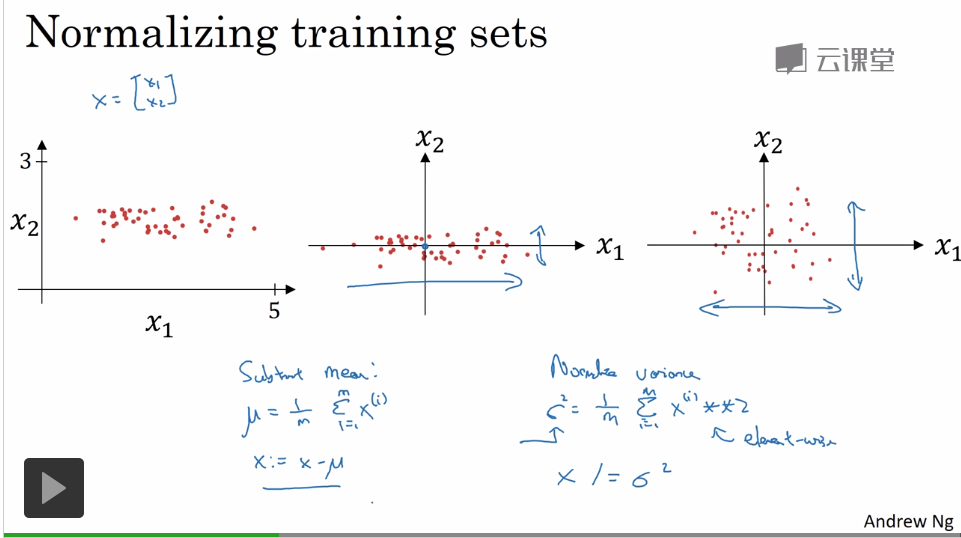 Normalizing training sets
云课堂
x = [x₁ x₂]
x₂
x₂
3
x₂
x₁
x₁
5
x₁
Subtract mean:
Normalize variance
μ = 1/m Σ_{i=1}^{m} x^{(i)}
σ² = 1/m Σ_{i=1}^{m} x^{(i)} **2
element-wise
x := x - μ
x /= σ²
Andrew Ng